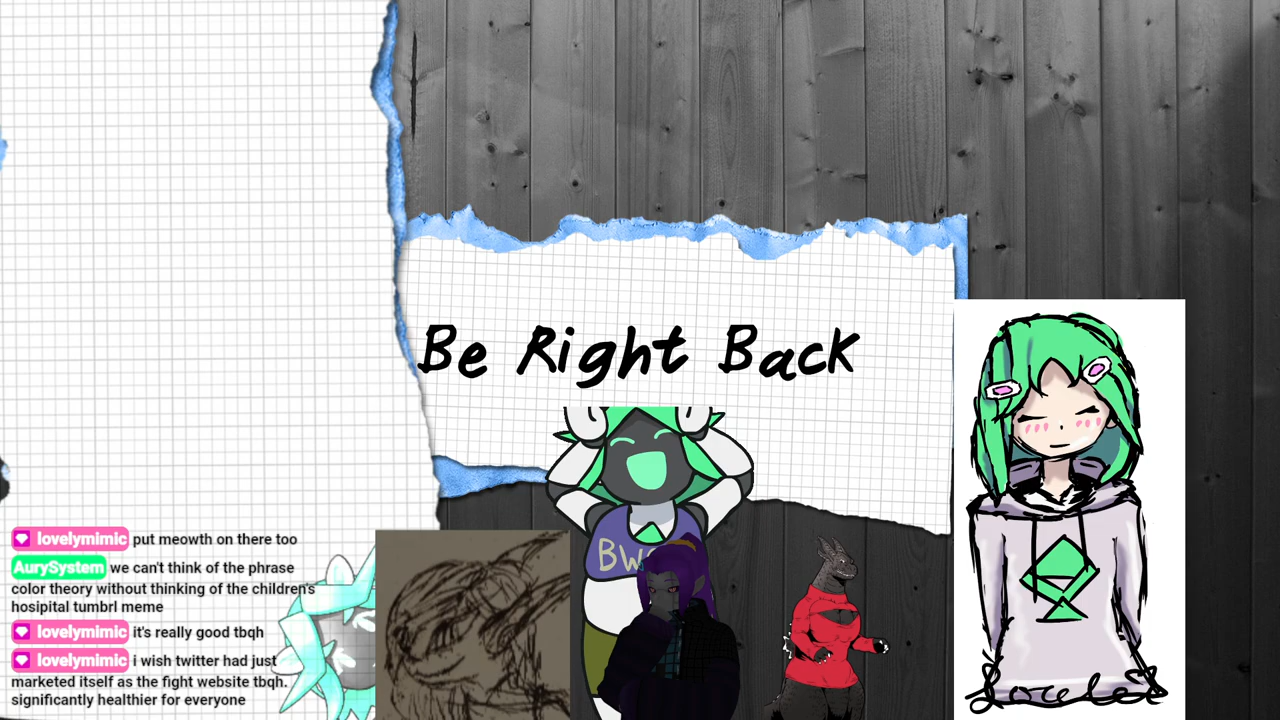 Be Right Back
BW
lovelymimic put meowth on there too
AurySystem we can't think of the phrase
color theory without thinking of the children's
hosipital tumbrl meme
lovelymimic it's really good tbqh
lovelymimic i wish twitter had just
marketed itself as the fight website tbqh.
significantly healthier for everyone